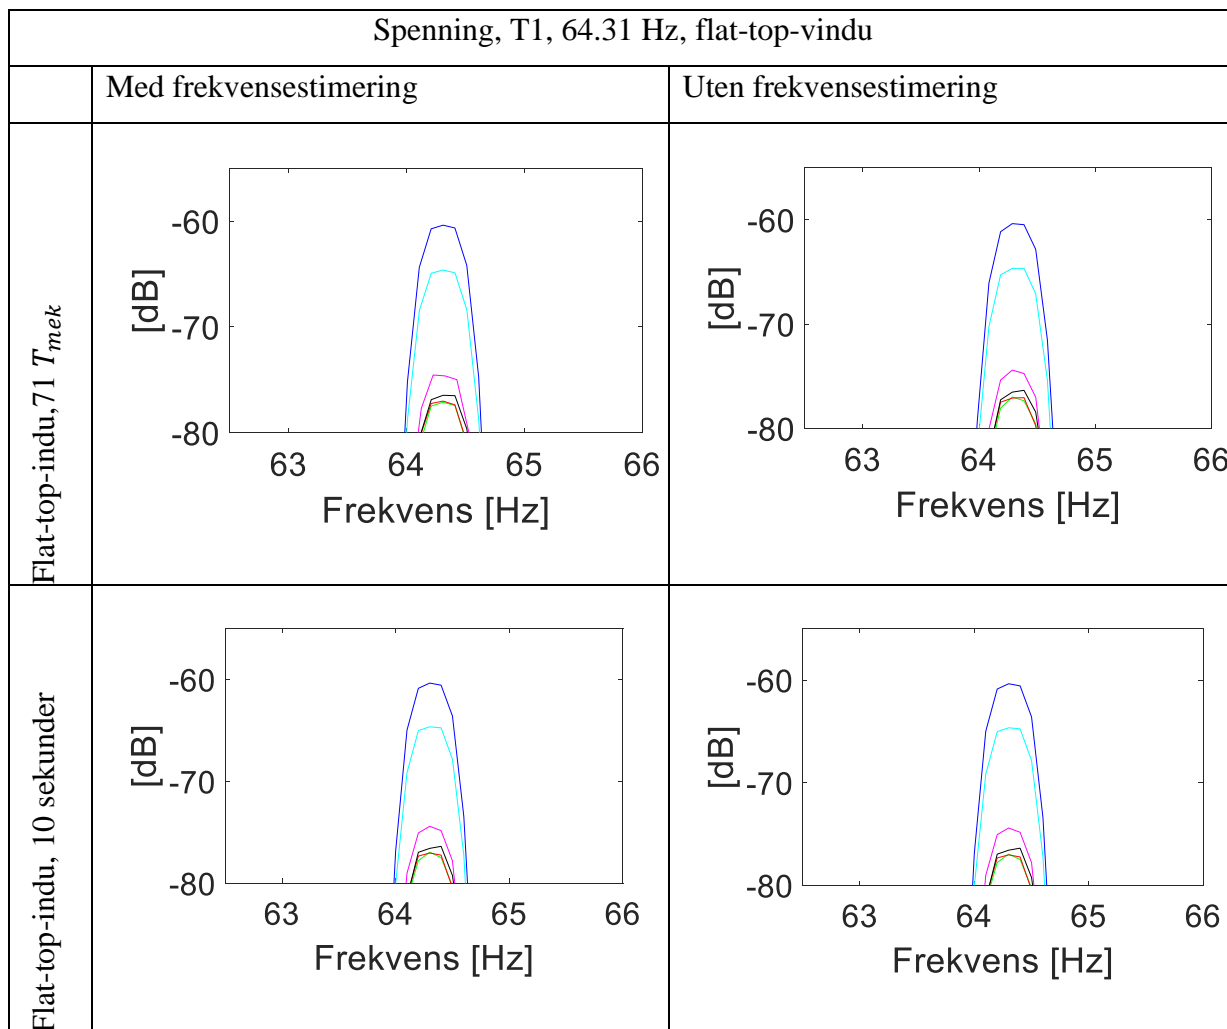 Spenning, T1, 64.31 Hz, flat-top-vindu
Med frekvensestimering
Uten frekvensestimering
Flat-top-indu,71 Tmek
[dB]
-60
-70
-80
63 64 65 66
Frekvens [Hz]
[dB]
-60
-70
-80
63 64 65 66
Frekvens [Hz]
Flat-top-indu, 10 sekunder
[dB]
-60
-70
-80
63 64 65 66
Frekvens [Hz]
[dB]
-60
-70
-80
63 64 65 66
Frekvens [Hz]